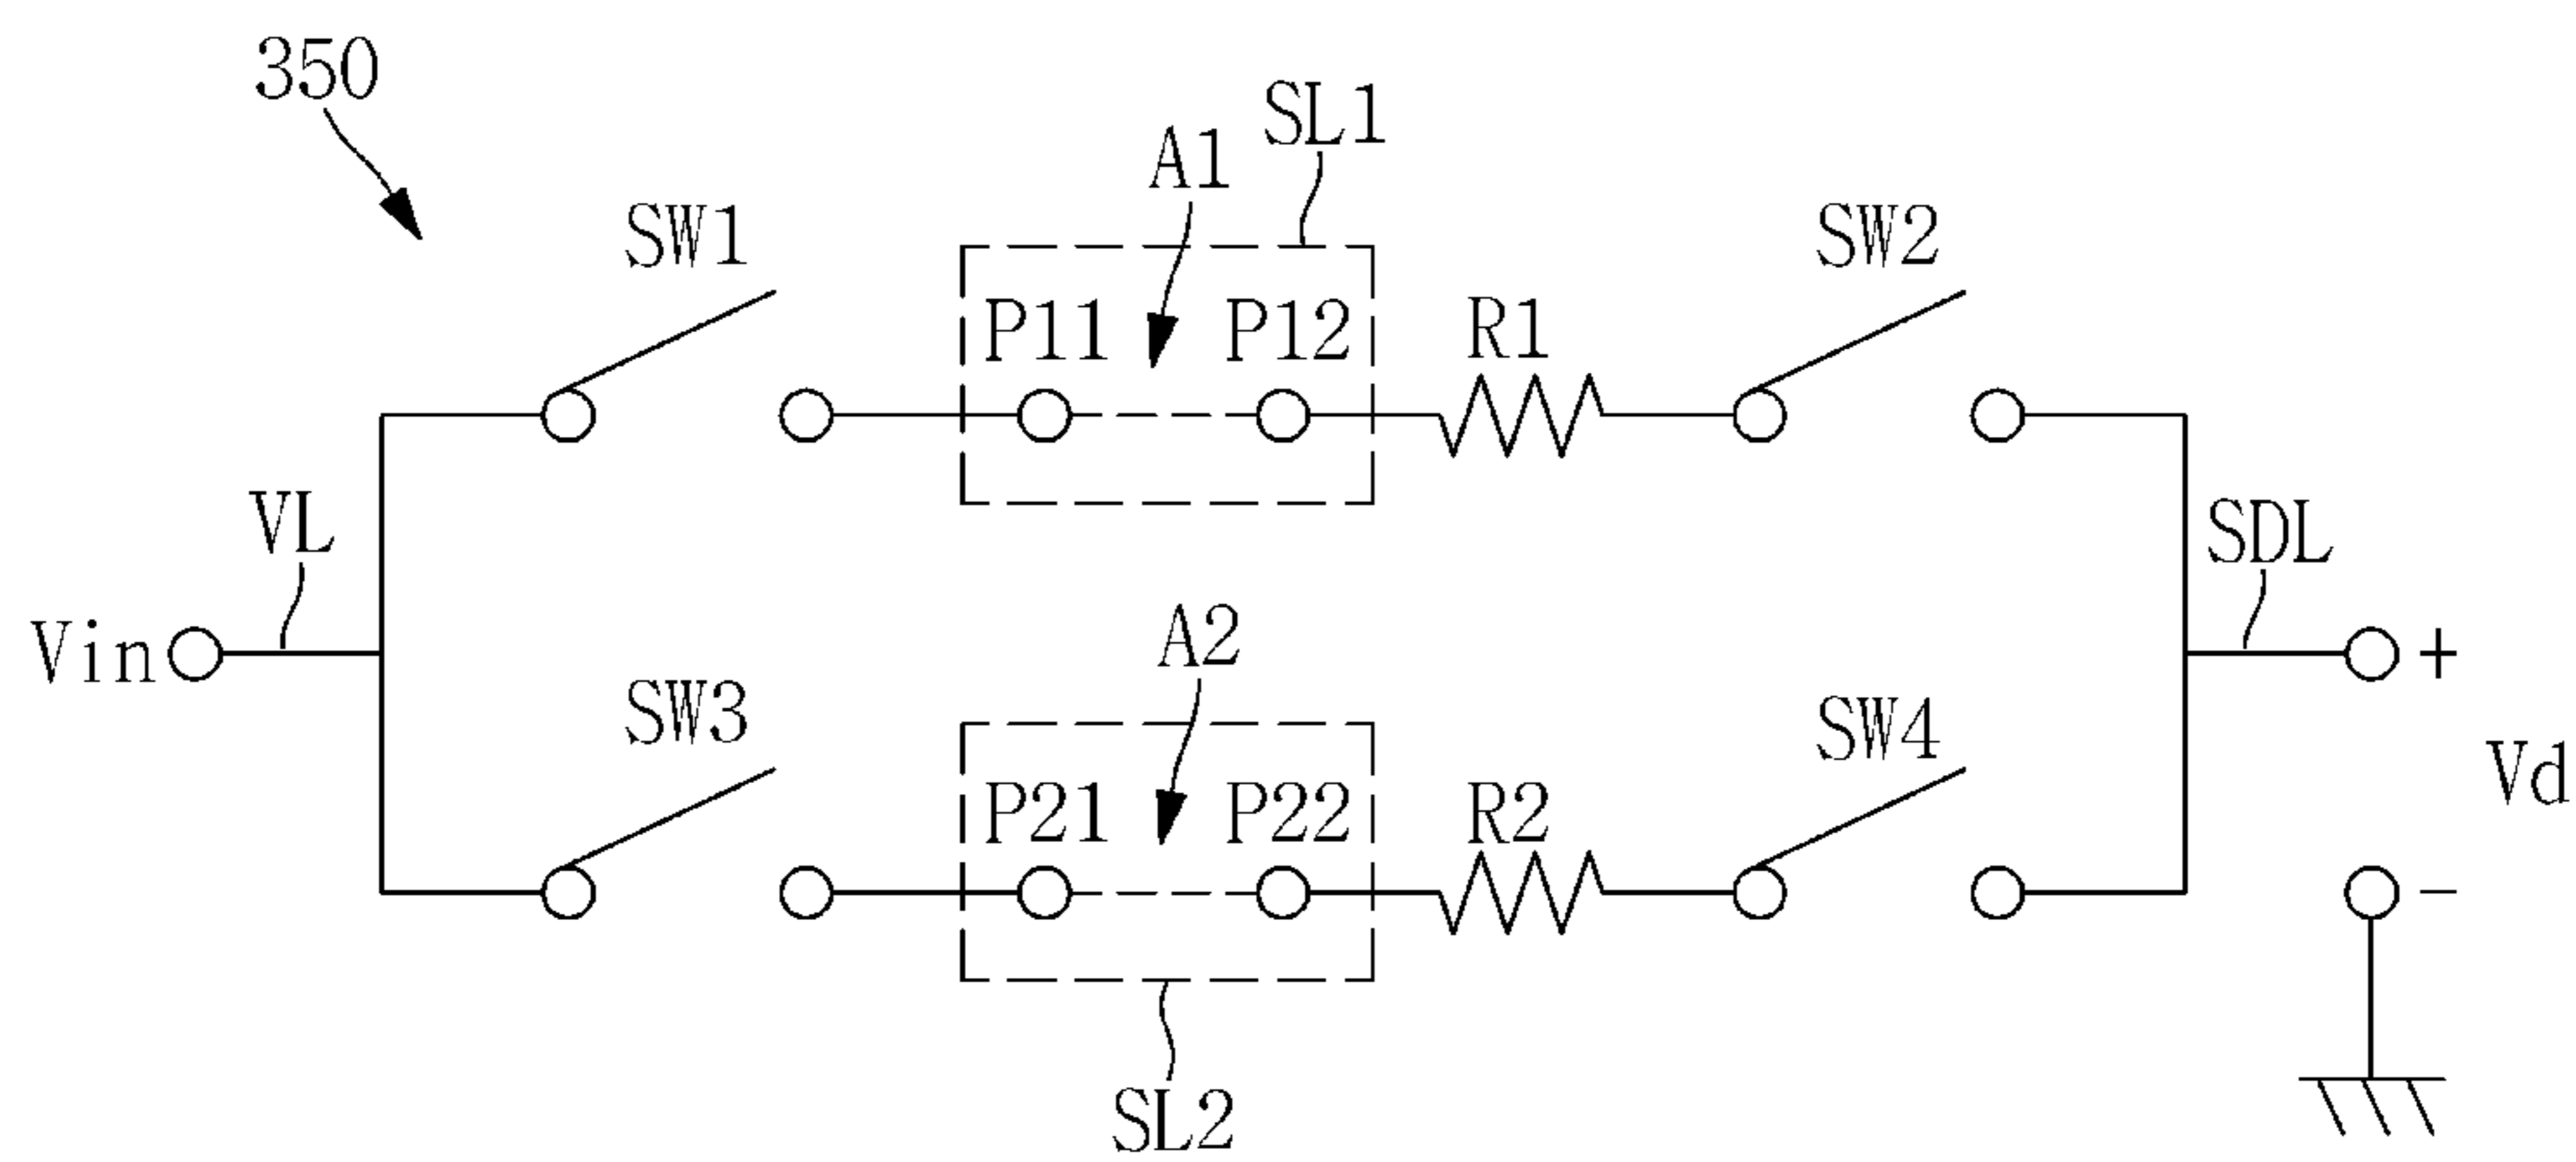 350
SL1
A1
SW1
SW2
P11
P12
R1
VL
SDL
Vin
+
A2
SW3
SW4
Vd
P21
P22
R2
-
SL2